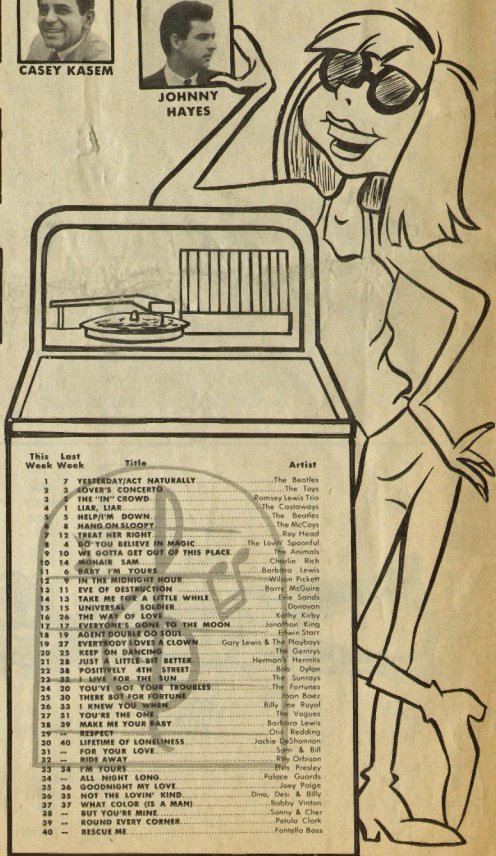 CASEY KASEM
JOHNNY
HAYES
This Last
Week Week Title Artist
1 7 YESTERDAY/ACT NATURALLY The Beatles
2 3 LOVER'S CONCERTO The Toys
3 2 THE "IN" CROWD Ramsey Lewis Trio
4 1 LIAR, LIAR The Castaways
5 5 HELP/I'M DOWN The Beatles
6 8 HANG ON SLOOPY The McCoys
7 12 TREAT HER RIGHT Roy Head
8 4 DO YOU BELIEVE IN MAGIC The Lovin' Spoonful
9 10 WE GOTTA GET OUT OF THIS PLACE The Animals
10 14 MOHAIR SAM Charlie Rich
11 6 BABY I'M YOURS Barbara Lewis
12 9 IN THE MIDNIGHT HOUR Wilson Pickett
13 11 EVE OF DESTRUCTION Barry McGuire
14 13 TAKE ME FOR A LITTLE WHILE Evie Sands
15 15 UNIVERSAL SOLDIER Donovan
16 26 THE WAY OF LOVE Kathy Kirby
17 17 EVERYONE'S GONE TO THE MOON Jonathan King
18 19 AGENT DOUBLE OO SOUL Edwin Starr
19 27 EVERYBODY LOVES A CLOWN Gary Lewis & The Playboys
20 25 KEEP ON DANCING The Gentrys
21 28 JUST A LITTLE BIT BETTER Herman's Hermits
22 38 POSITIVELY 4TH STREET Bob Dylan
23 32 I LIVE FOR THE SUN The Sunrays
24 20 YOU'VE GOT YOUR TROUBLES The Fortunes
25 30 THERE BUT FOR FORTUNE Joan Baez
26 33 I KNEW YOU WHEN Billy Joe Royal
27 31 YOU'RE THE ONE The Vogues
28 39 MAKE ME YOUR BABY Barbara Lewis
29 -- RESPECT Otis Redding
30 40 LIFETIME OF LONELINESS Jackie DeShannon
31 -- FOR YOUR LOVE Sam & Bill
32 -- RIDE AWAY Roy Orbison
33 34 I'M YOURS Elvis Presley
34 -- ALL NIGHT LONG Palace Guards
35 36 GOODNIGHT MY LOVE Joey Paige
36 35 NOT THE LOVIN' KIND Dino, Desi & Billy
37 37 WHAT COLOR (IS A MAN) Bobby Vinton
38 -- BUT YOU'RE MINE Sonny & Cher
39 -- ROUND EVERY CORNER Petula Clark
40 -- RESCUE ME Fontella Bass